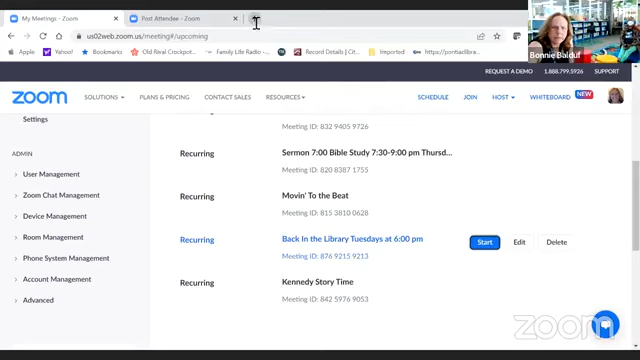 My Meetings - Zoom
Post Attendee - Zoom
us02web.zoom.us/meeting#/upcoming
Apple
Yahoo!
Bookmarks
Old Rival Crockpot...
Family Life Radio -...
Record Details | Cit...
Imported
https://pontiaclibr...
Bonnie Balduf
REQUEST A DEMO
1.888.799.5926
SUPPORT
zoom
SOLUTIONS
PLANS & PRICING
CONTACT SALES
RESOURCES
SCHEDULE
JOIN
HOST
WHITEBOARD
NEW
Settings
ADMIN
User Management
Zoom Chat Management
Device Management
Room Management
Phone System Management
Account Management
Advanced
Meeting ID: 832 9405 9726
Recurring
Sermon 7:00 Bible Study 7:30-9:00 pm Thursd...
Meeting ID: 820 8387 1755
Recurring
Movin' To the Beat
Meeting ID: 815 3810 0628
Recurring
Back In the Library Tuesdays at 6:00 pm
Start
Edit
Delete
Meeting ID: 876 9215 9213
Recurring
Kennedy Story Time
Meeting ID: 842 5976 9053
zoom